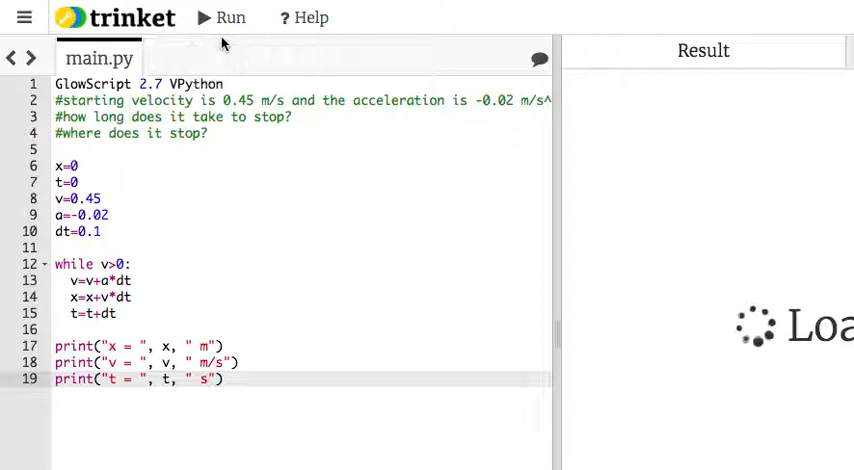 trinket Run ? Help
main.py Result
1 GlowScript 2.7 VPython
2 #starting velocity is 0.45 m/s and the acceleration is -0.02 m/s^
3 #how long does it take to stop?
4 #where does it stop?
5
6 x=0
7 t=0
8 v=0.45
9 a=-0.02
10 dt=0.1
11
12 while v>0:
13 v=v+a*dt
14 x=x+v*dt
15 t=t+dt
16
17 print("x = ", x, " m")
18 print("v = ", v, " m/s")
19 print("t = ", t, " s")
Loa